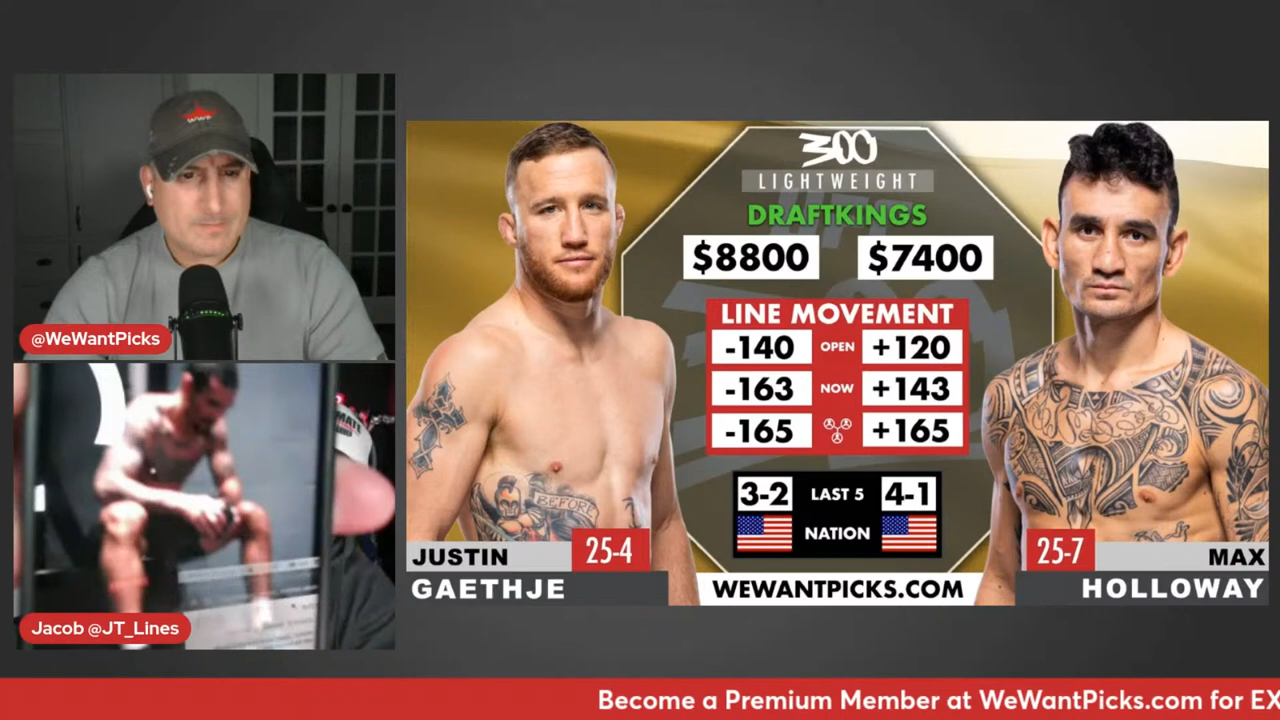 WWP
@WeWantPicks
Jacob @JT_Lines
300
LIGHTWEIGHT
DRAFTKINGS
$8800 $7400
LINE MOVEMENT
-140 OPEN +120
-163 NOW +143
-165 +165
3-2 LAST 5 4-1
NATION
BEFORE
JUSTIN 25-4
GAETHJE
25-7 MAX
HOLLOWAY
WEWANTPICKS.COM
Become a Premium Member at WeWantPicks.com for EX